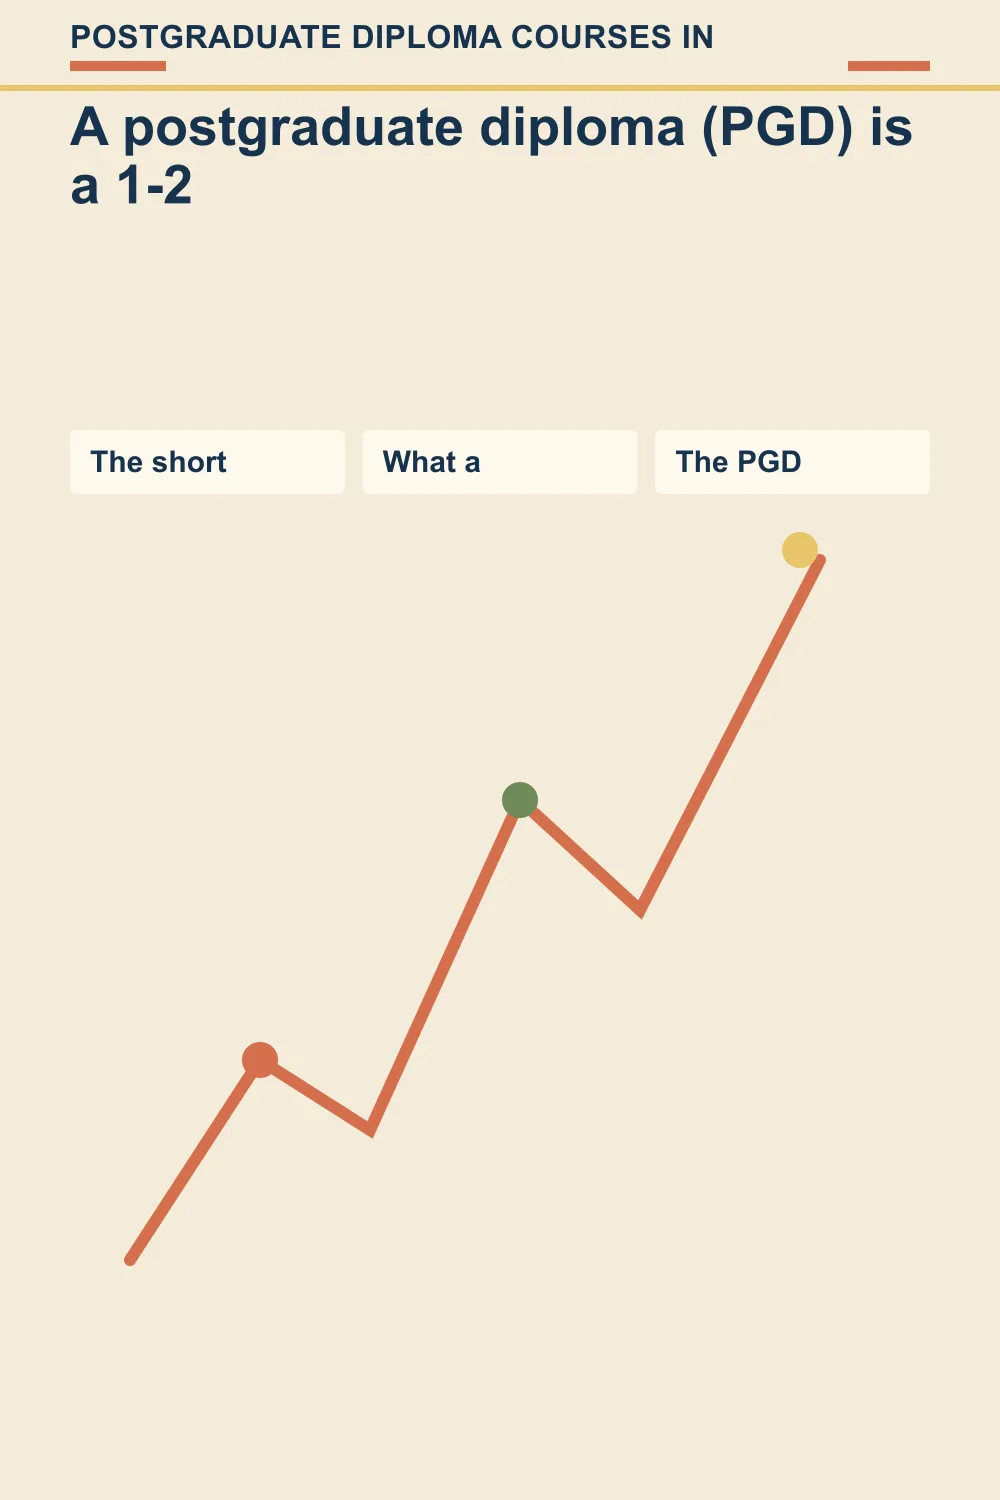 POSTGRADUATE DIPLOMA COURSES IN
A postgraduate diploma (PGD) is
a 1-2
The short
What a
The PGD